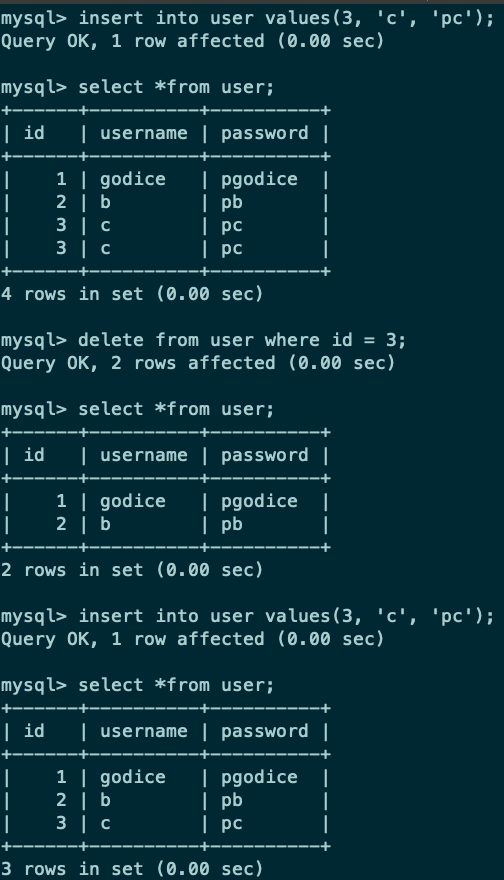 mysql> insert into user values(3, 'c', 'pc');
Query OK, 1 row affected (0.00 sec)

mysql> select *from user;
+------+----------+----------+
| id   | username | password |
+------+----------+----------+
|    1 | godice   | pgodice  |
|    2 | b        | pb       |
|    3 | c        | pc       |
|    3 | c        | pc       |
+------+----------+----------+
4 rows in set (0.00 sec)

mysql> delete from user where id = 3;
Query OK, 2 rows affected (0.00 sec)

mysql> select *from user;
+------+----------+----------+
| id   | username | password |
+------+----------+----------+
|    1 | godice   | pgodice  |
|    2 | b        | pb       |
+------+----------+----------+
2 rows in set (0.00 sec)

mysql> insert into user values(3, 'c', 'pc');
Query OK, 1 row affected (0.00 sec)

mysql> select *from user;
+------+----------+----------+
| id   | username | password |
+------+----------+----------+
|    1 | godice   | pgodice  |
|    2 | b        | pb       |
|    3 | c        | pc       |
+------+----------+----------+
3 rows in set (0.00 sec)